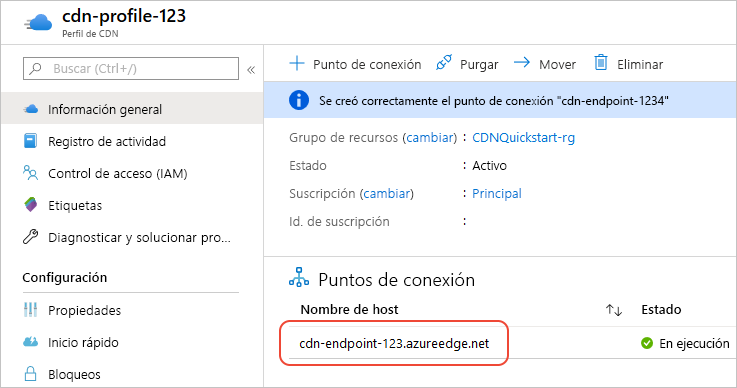 cdn-profile-123
Perfil de CDN
Buscar (Ctrl+/)
«
Información general
Registro de actividad
Control de acceso (IAM)
Etiquetas
Diagnosticar y solucionar pro...
Configuración
Propiedades
Inicio rápido
Bloqueos
+ Punto de conexión Purgar → Mover Eliminar
Se creó correctamente el punto de conexión "cdn-endpoint-1234"
Grupo de recursos (cambiar) : CDNQuickstart-rg
Estado : Activo
Suscripción (cambiar) : Principal
Id. de suscripción :
Puntos de conexión
Nombre de host ↑↓ Estado
cdn-endpoint-123.azureedge.net En ejecución